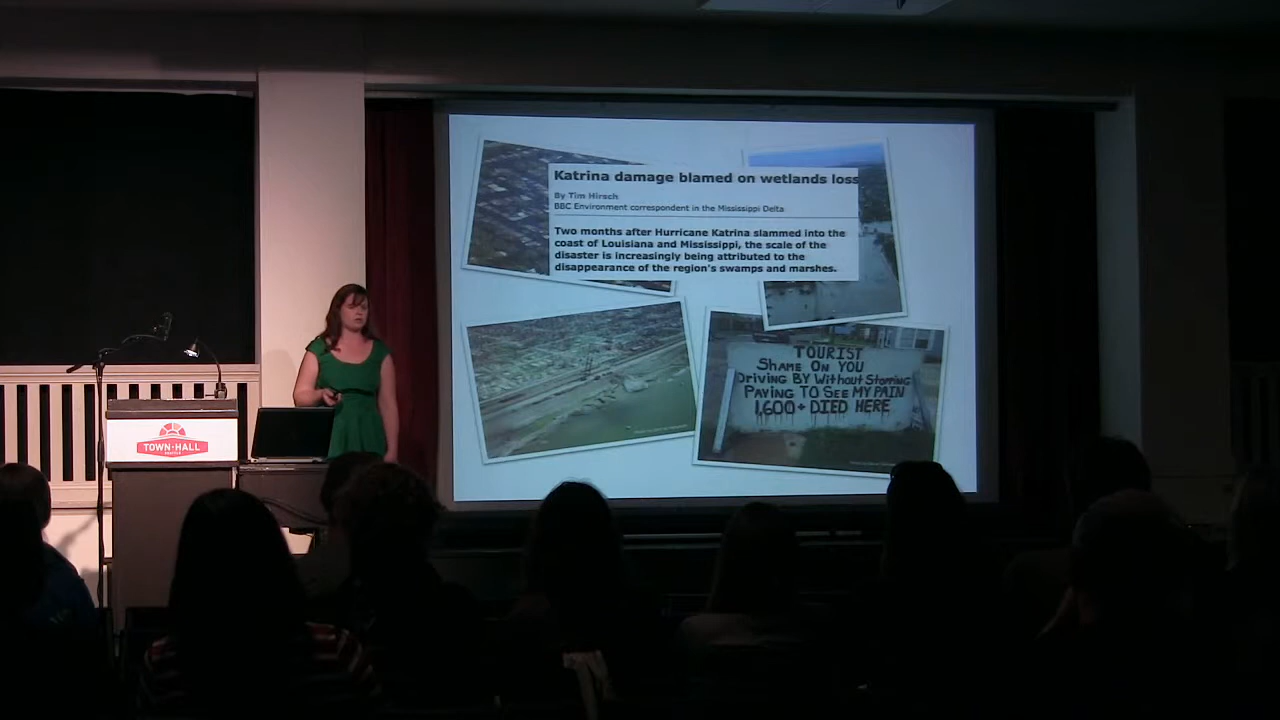 Katrina damage blamed on wetlands loss
By Tim Hirsch
BBC Environment correspondent in the Mississippi Delta
Two months after Hurricane Katrina slammed into the
coast of Louisiana and Mississippi, the scale of the
disaster is increasingly being attributed to the
disappearance of the region's swamps and marshes.
TOURIST
SHAME ON YOU
DRIVING BY WITHOUT STOPPING
PAYING TO SEE MY PAIN
1,600+ DIED HERE
TOWN HALL
SEATTLE